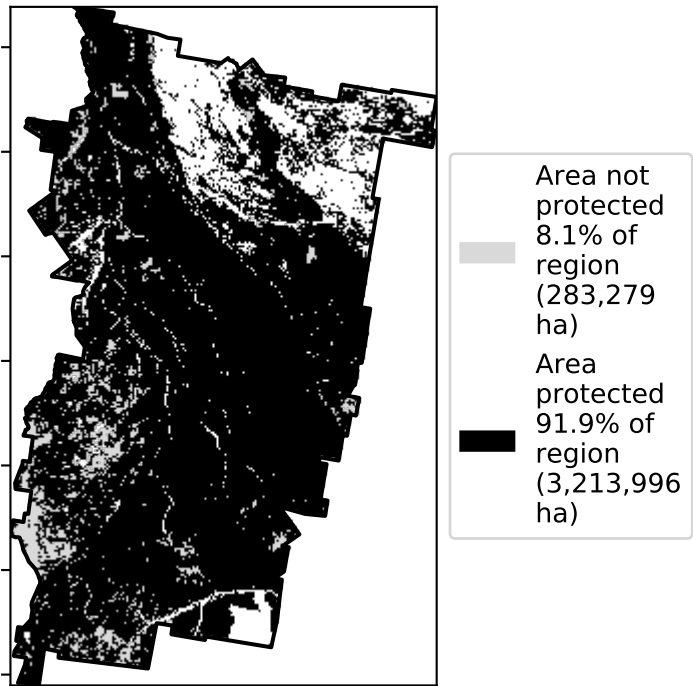 Area not
protected
8.1% of
region
(283,279
ha)
Area
protected
91.9% of
region
(3,213,996
ha)